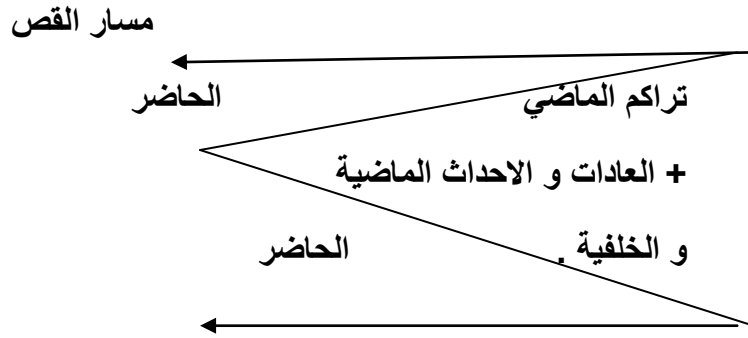 مسار القص
تراكم الماضي الحاضر
+ العادات و الاحداث الماضية
و الخلفية . الحاضر